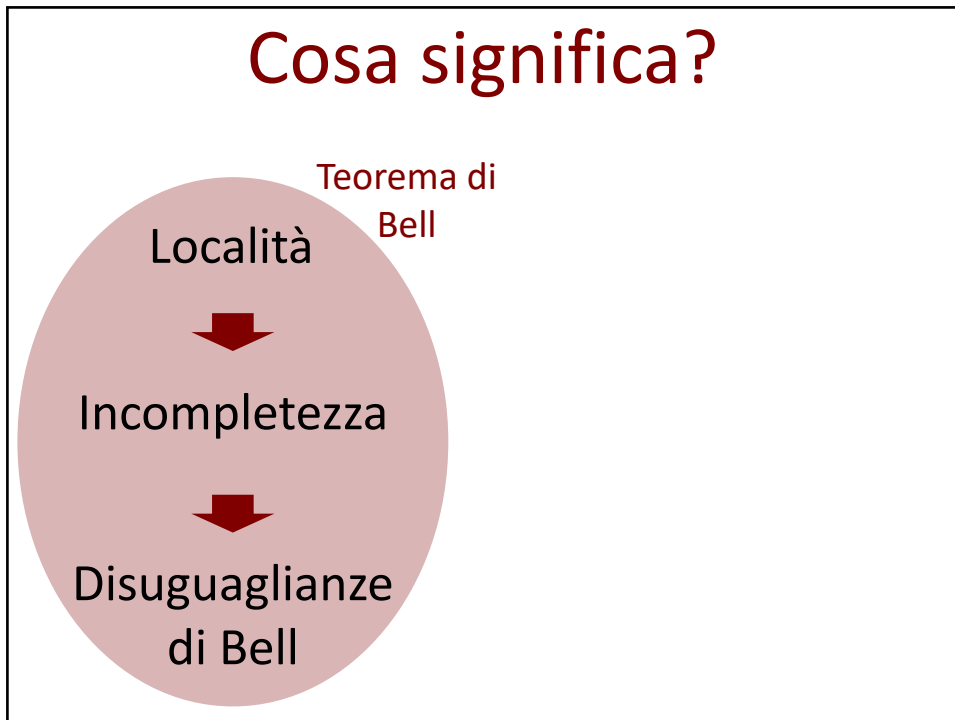 Cosa significa?
Teorema di
Bell
Località
Incompletezza
Disuguaglianze
di Bell